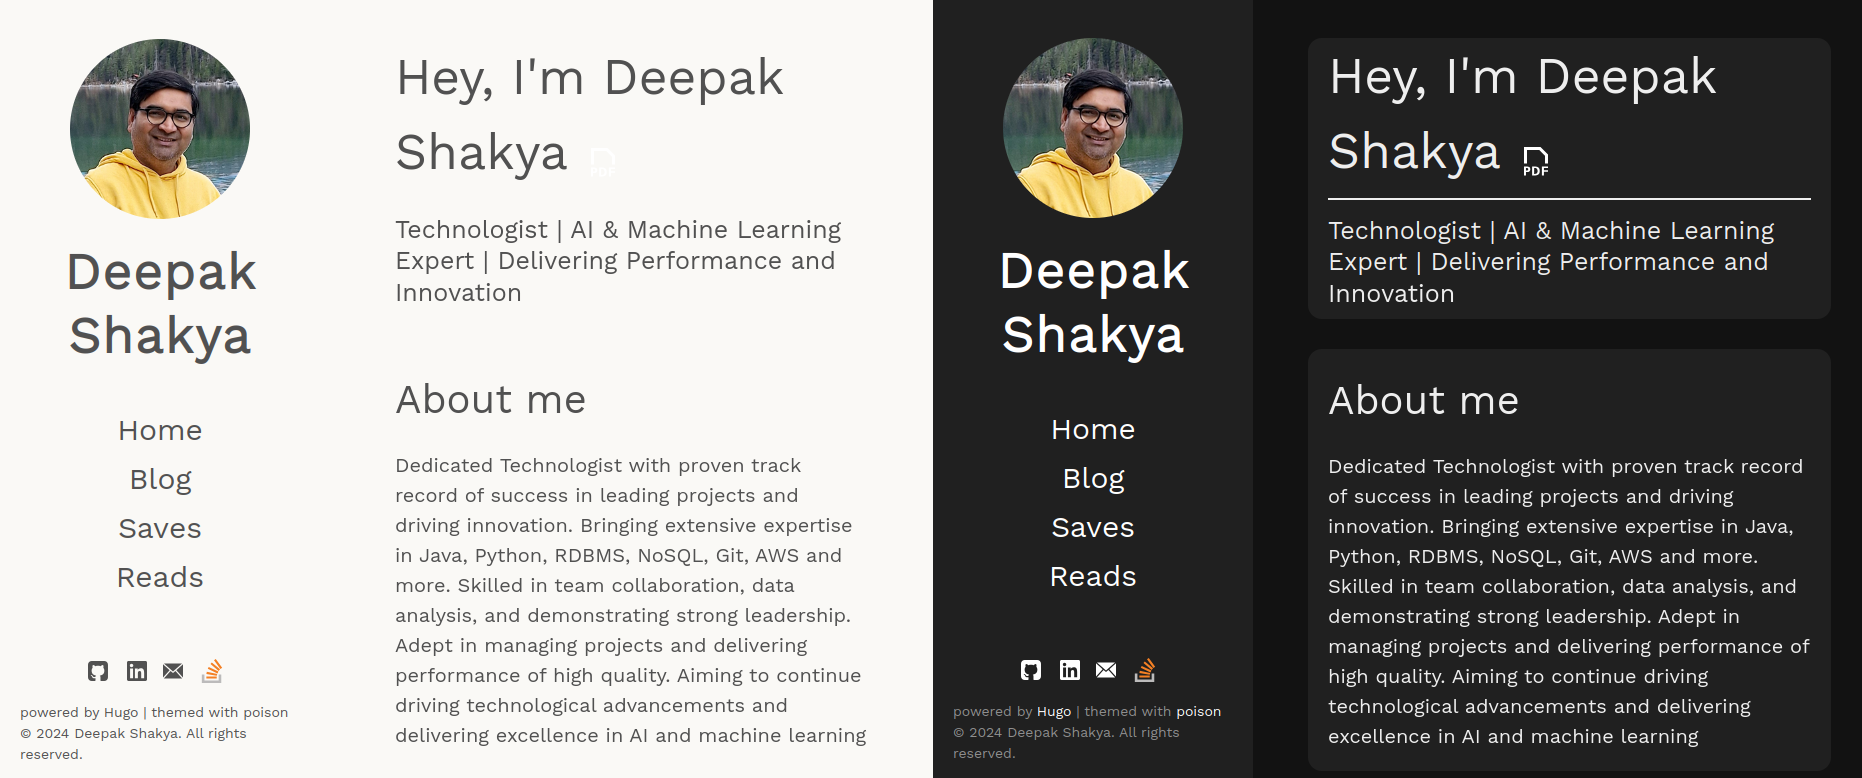 Deepak
Shakya
Home
Blog
Saves
Reads
powered by Hugo | themed with poison
© 2024 Deepak Shakya. All rights
reserved.
Hey, I'm Deepak
Shakya PDF
Technologist | AI & Machine Learning
Expert | Delivering Performance and
Innovation
About me
Dedicated Technologist with proven track
record of success in leading projects and
driving innovation. Bringing extensive expertise
in Java, Python, RDBMS, NoSQL, Git, AWS and
more. Skilled in team collaboration, data
analysis, and demonstrating strong leadership.
Adept in managing projects and delivering
performance of high quality. Aiming to continue
driving technological advancements and
delivering excellence in AI and machine learning
Deepak
Shakya
Home
Blog
Saves
Reads
in
powered by Hugo | themed with poison
© 2024 Deepak Shakya. All rights
reserved.
Hey, I'm Deepak
Shakya PDF
Technologist | AI & Machine Learning
Expert | Delivering Performance and
Innovation
About me
Dedicated Technologist with proven track record
of success in leading projects and driving
innovation. Bringing extensive expertise in Java,
Python, RDBMS, NoSQL, Git, AWS and more.
Skilled in team collaboration, data analysis, and
demonstrating strong leadership. Adept in
managing projects and delivering performance of
high quality. Aiming to continue driving
technological advancements and delivering
excellence in AI and machine learning